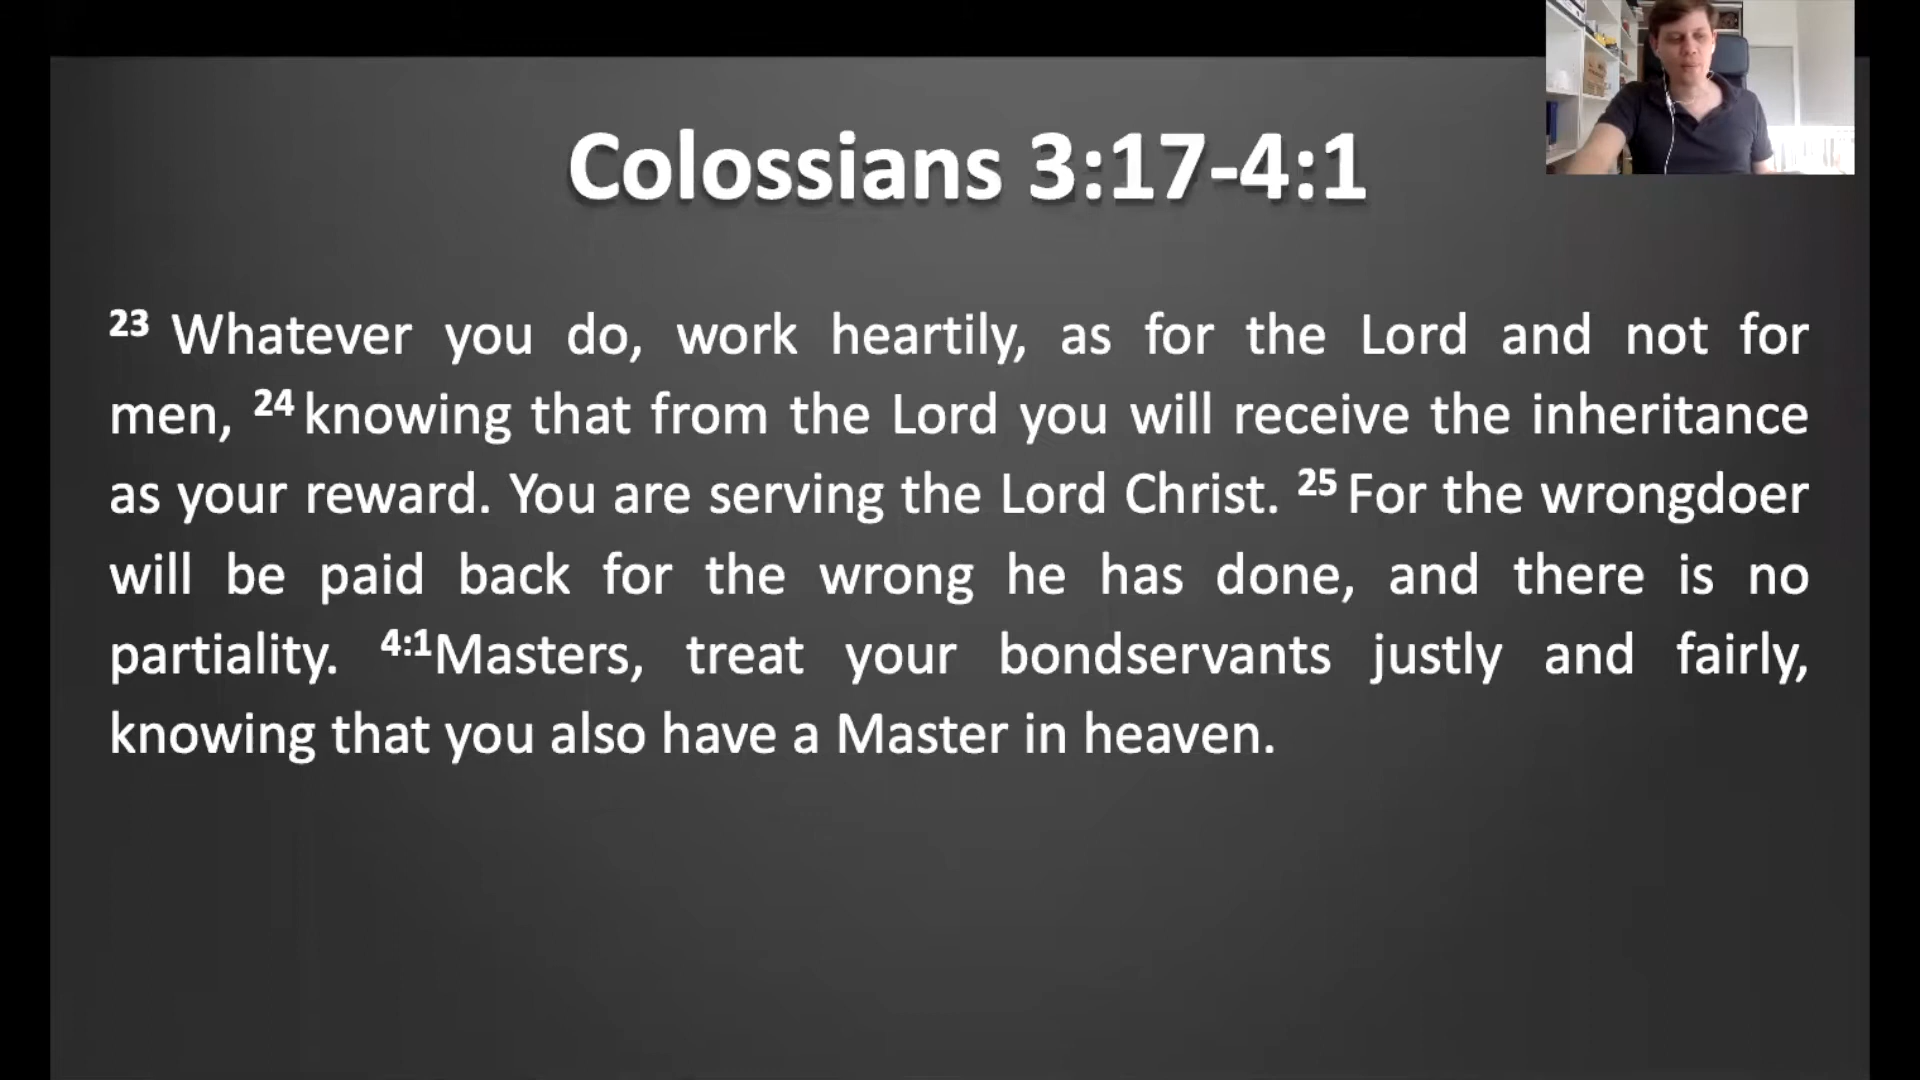 Colossians 3:17-4:1
23 Whatever you do, work heartily, as for the Lord and not for
men, 24 knowing that from the Lord you will receive the inheritance
as your reward. You are serving the Lord Christ. 25 For the wrongdoer
will be paid back for the wrong he has done, and there is no
partiality. 4:1Masters, treat your bondservants justly and fairly,
knowing that you also have a Master in heaven.